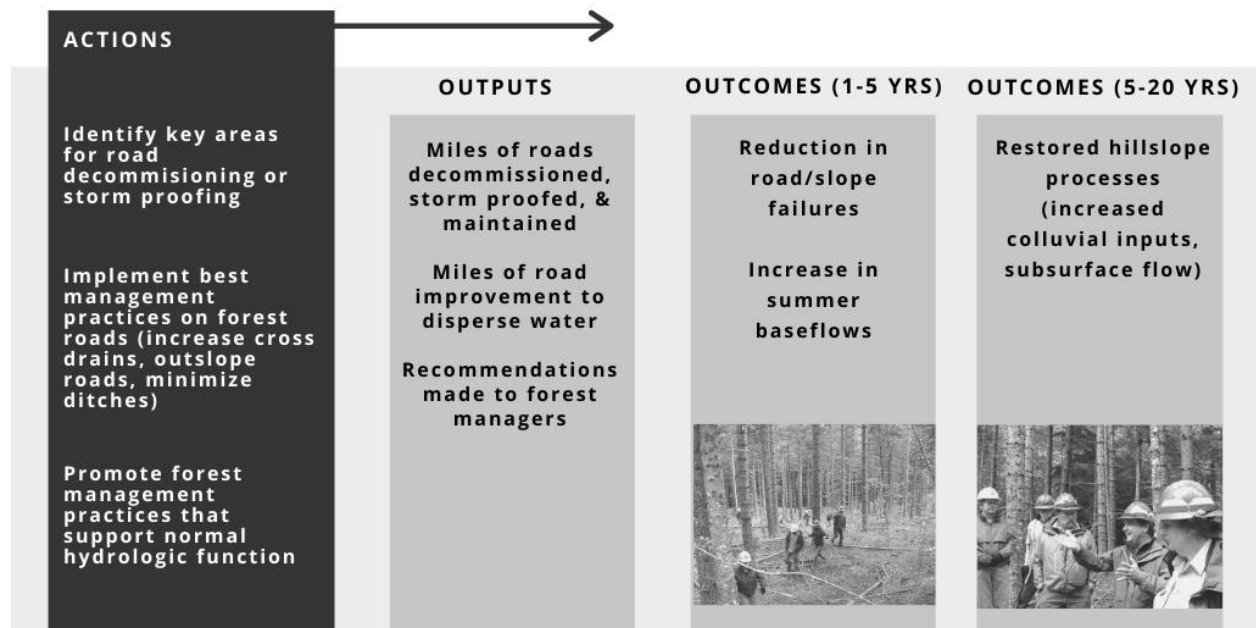 ACTIONS
Identify key areas
for road
decommisioning or
storm proofing
Implement best
management
practices on forest
roads (increase cross
drains, outslope
roads, minimize
ditches)
Promote forest
management
practices that
support normal
hydrologic function
OUTPUTS
Miles of roads
decommissioned,
storm proofed, &
maintained
Miles of road
improvement to
disperse water
Recommendations
made to forest
managers
OUTCOMES (1-5 YRS)
Reduction in
road/slope
failures
Increase in
summer
baseflows
OUTCOMES (5-20 YRS)
Restored hillslope
processes
(increased
colluvial inputs,
subsurface flow)